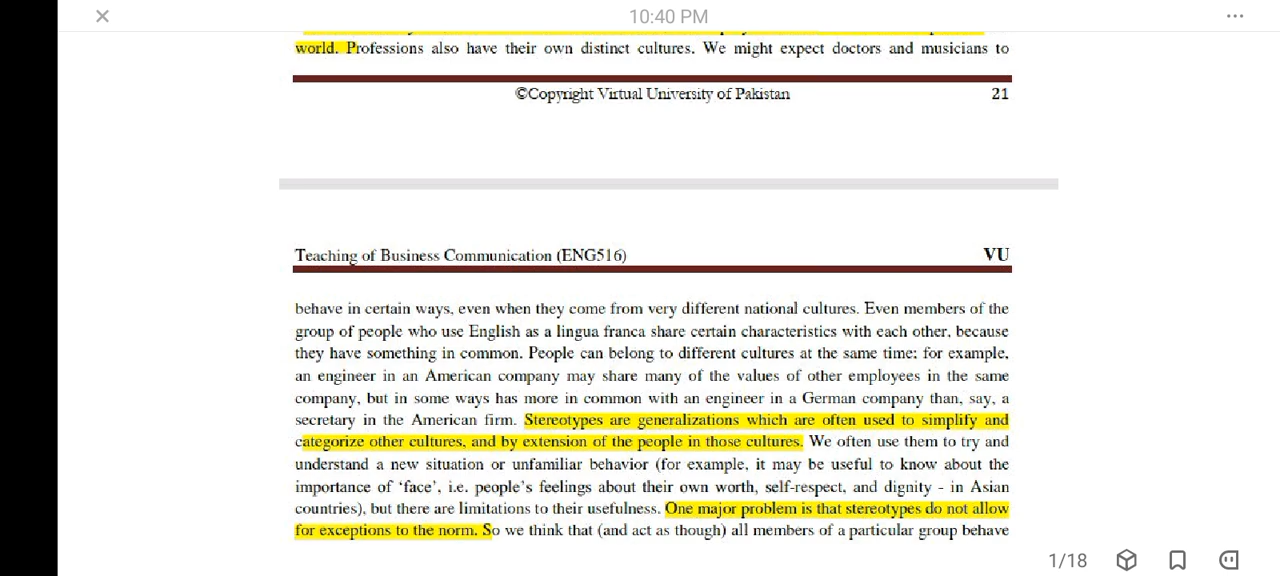 10:40 PM
world. Professions also have their own distinct cultures. We might expect doctors and musicians to
©Copyright Virtual University of Pakistan 21
Teaching of Business Communication (ENG516) VU
behave in certain ways, even when they come from very different national cultures. Even members of the
group of people who use English as a lingua franca share certain characteristics with each other, because
they have something in common. People can belong to different cultures at the same time: for example,
an engineer in an American company may share many of the values of other employees in the same
company, but in some ways has more in common with an engineer in a German company than, say, a
secretary in the American firm. Stereotypes are generalizations which are often used to simplify and
categorize other cultures, and by extension of the people in those cultures. We often use them to try and
understand a new situation or unfamiliar behavior (for example, it may be useful to know about the
importance of ‘face’, i.e. people’s feelings about their own worth, self-respect, and dignity - in Asian
countries), but there are limitations to their usefulness. One major problem is that stereotypes do not allow
for exceptions to the norm. So we think that (and act as though) all members of a particular group behave
1/18